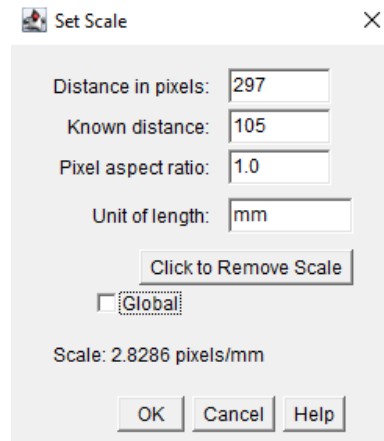 Set Scale
Distance in pixels: 297
Known distance: 105
Pixel aspect ratio: 1.0
Unit of length: mm
Click to Remove Scale
Global
Scale: 2.8286 pixels/mm
OK Cancel Help